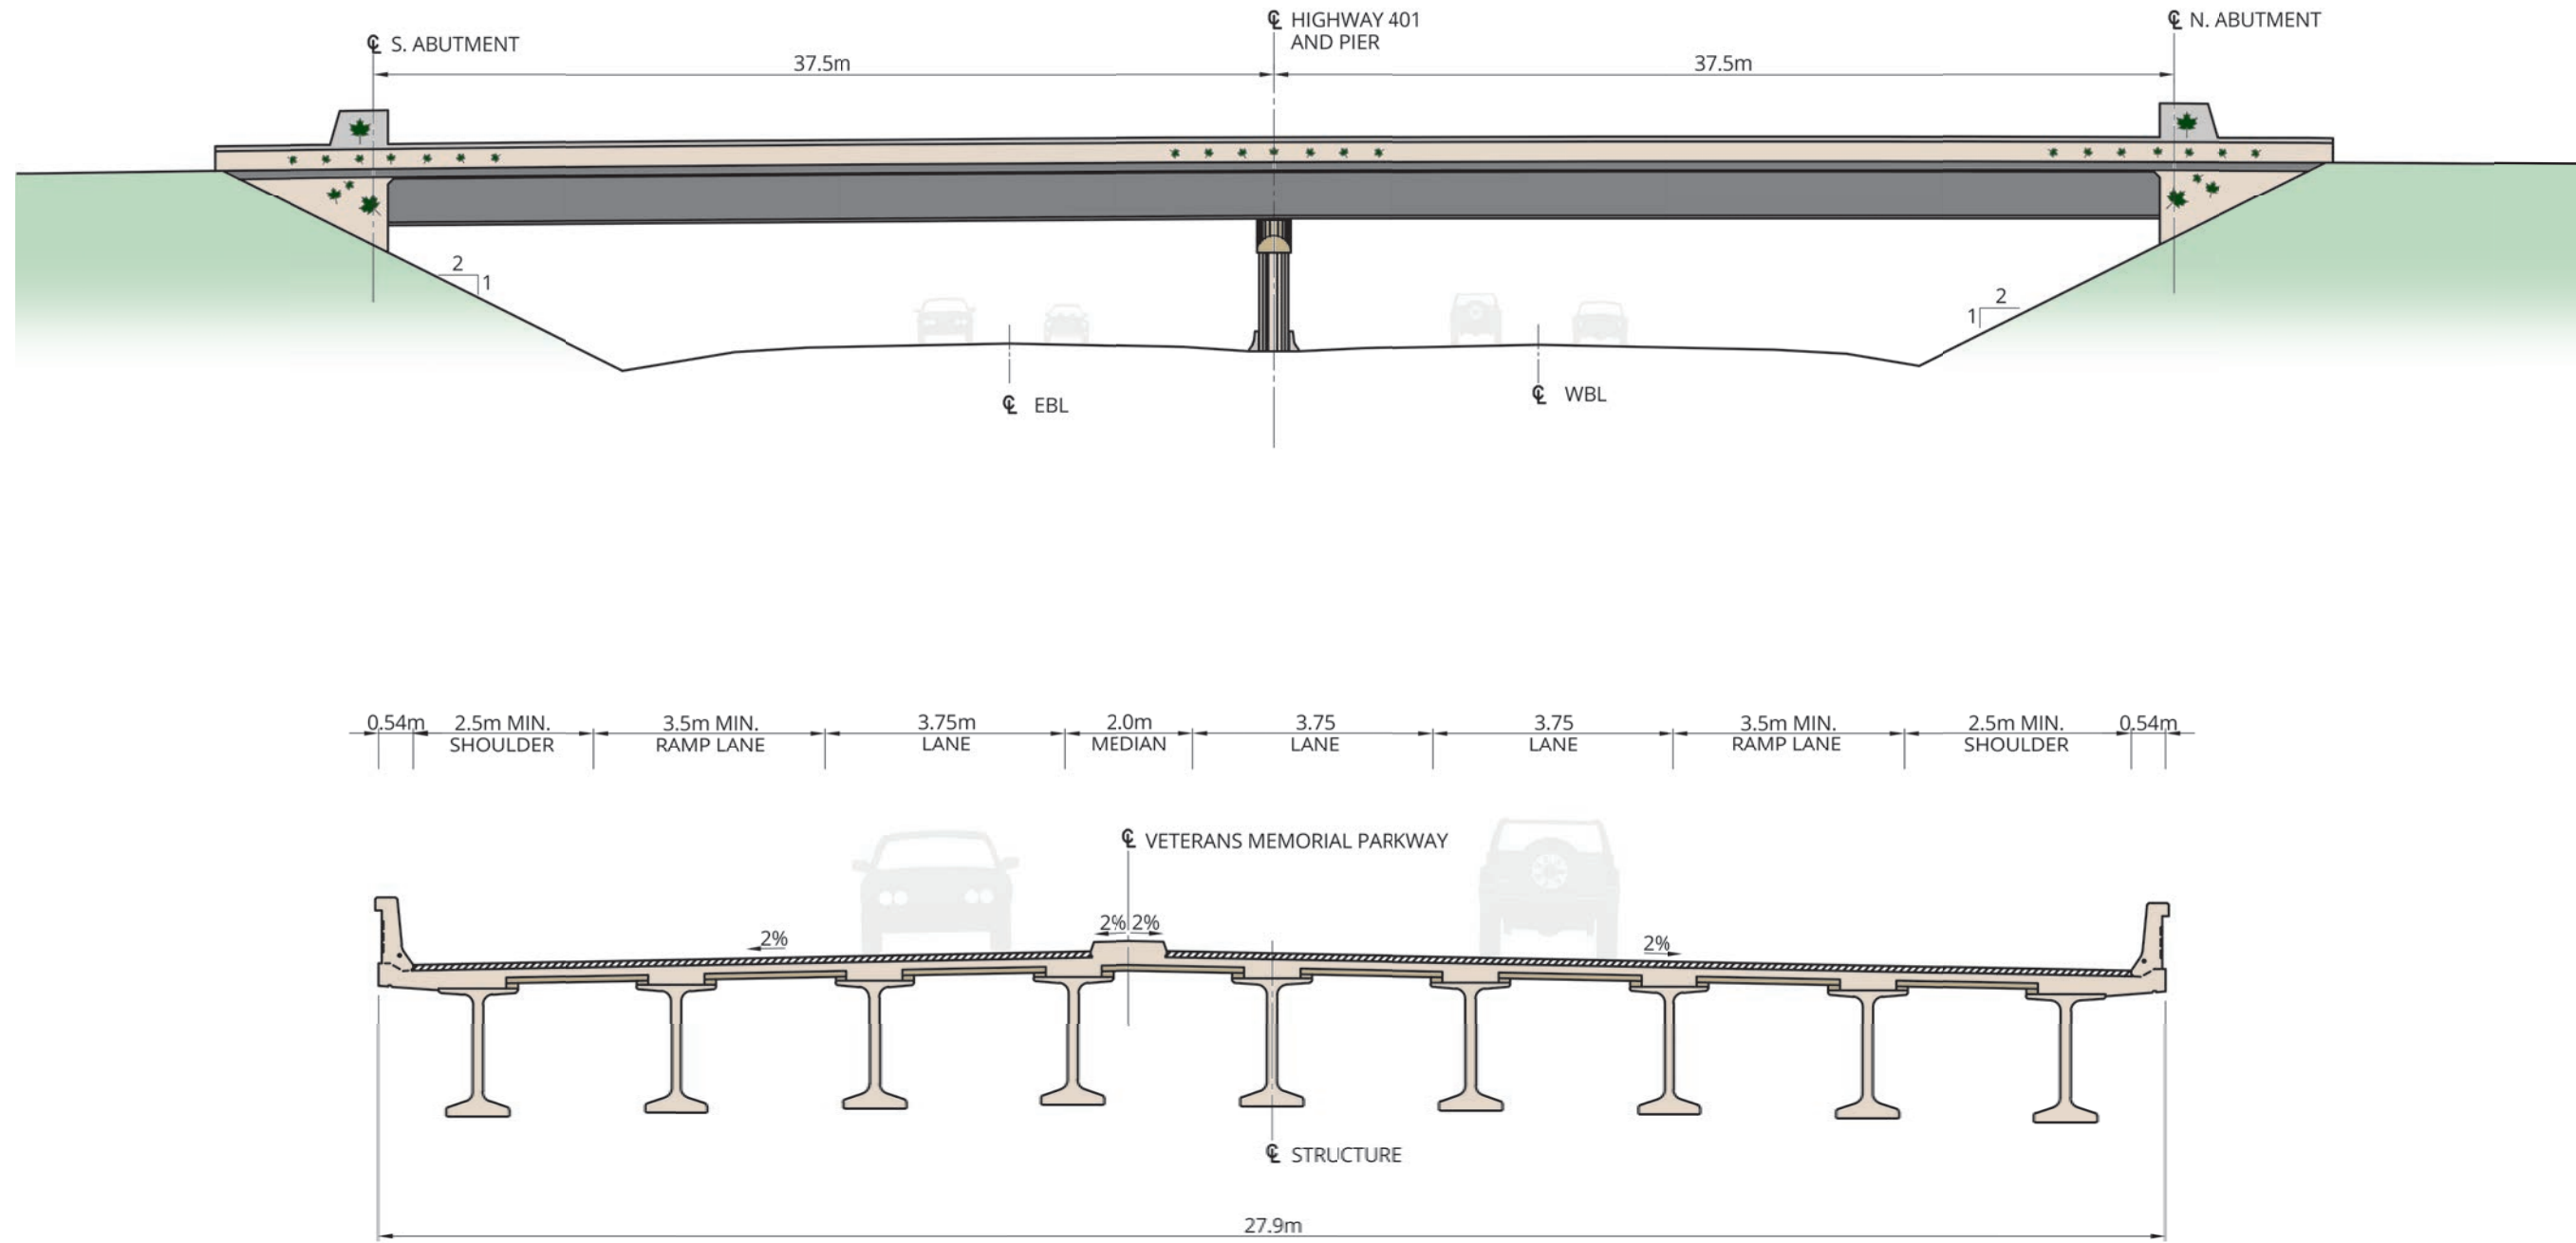 ℄ HIGHWAY 401
AND PIER
℄ N. ABUTMENT
℄ S. ABUTMENT
37.5m
37.5m
2
1
2
1
℄ EBL
℄ WBL
0.54m
2.5m MIN.
SHOULDER
3.5m MIN.
RAMP LANE
3.75m
LANE
2.0m
MEDIAN
3.75
LANE
3.75
LANE
3.5m MIN.
RAMP LANE
2.5m MIN.
SHOULDER
0.54m
℄ VETERANS MEMORIAL PARKWAY
2%
2%
2%
2%
℄ STRUCTURE
27.9m